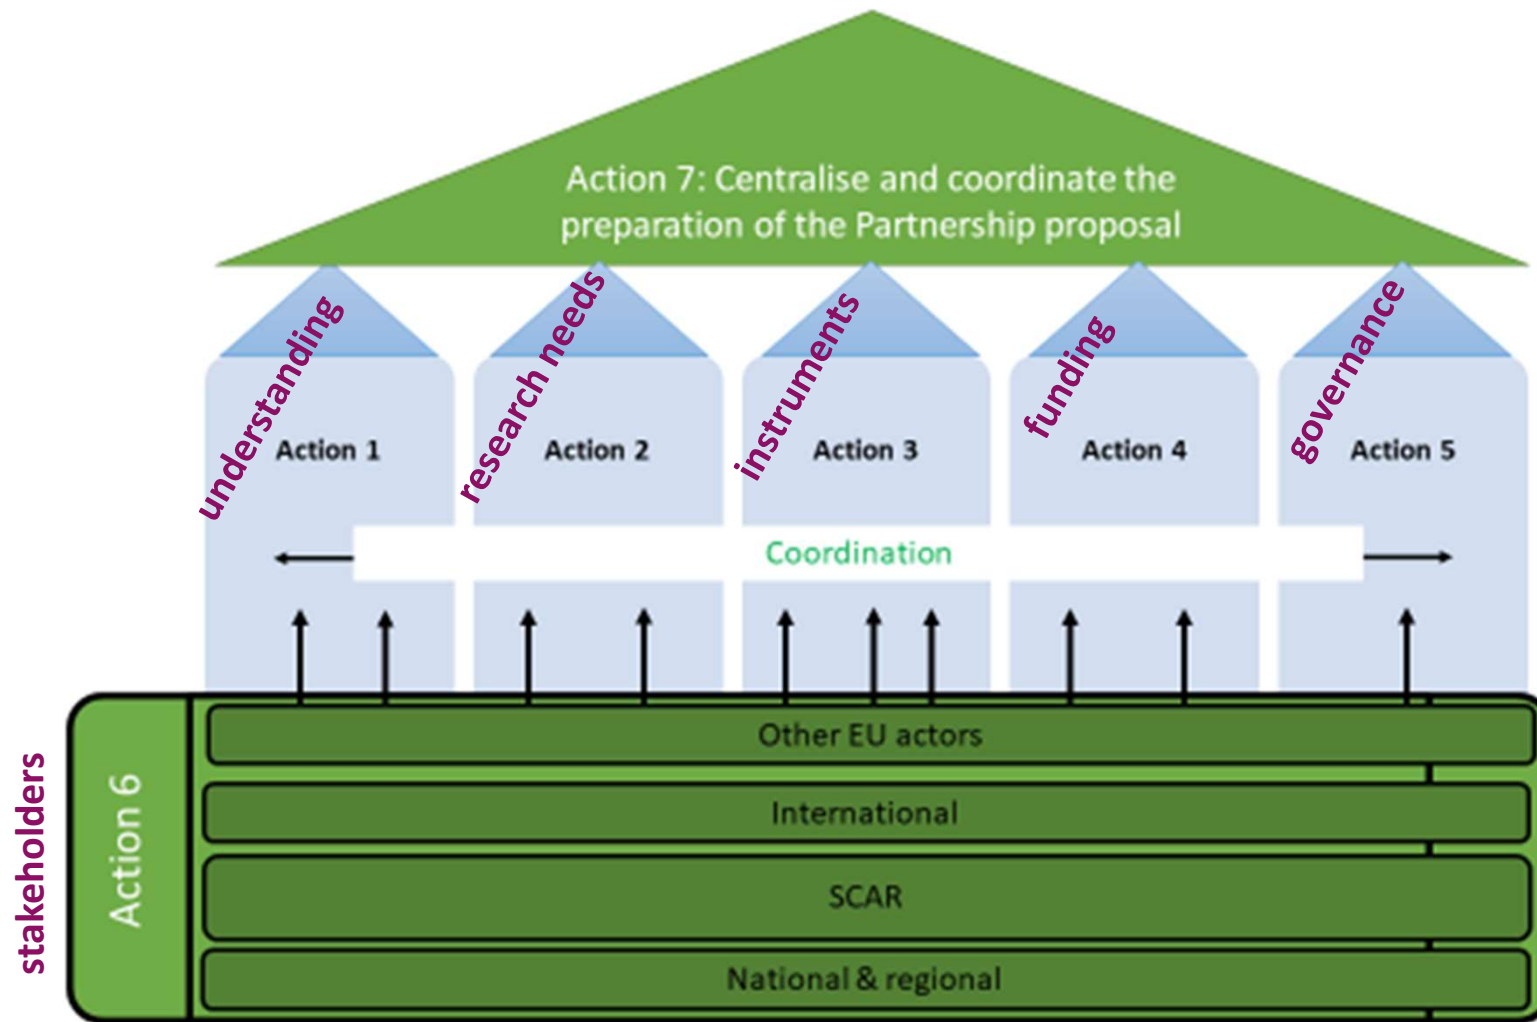 Action 7: Centralise and coordinate the
preparation of the Partnership proposal
understanding
research needs
instruments
funding
governance
Action 1
Action 2
Action 3
Action 4
Action 5
Coordination
stakeholders
Action 6
Other EU actors
International
SCAR
National & regional